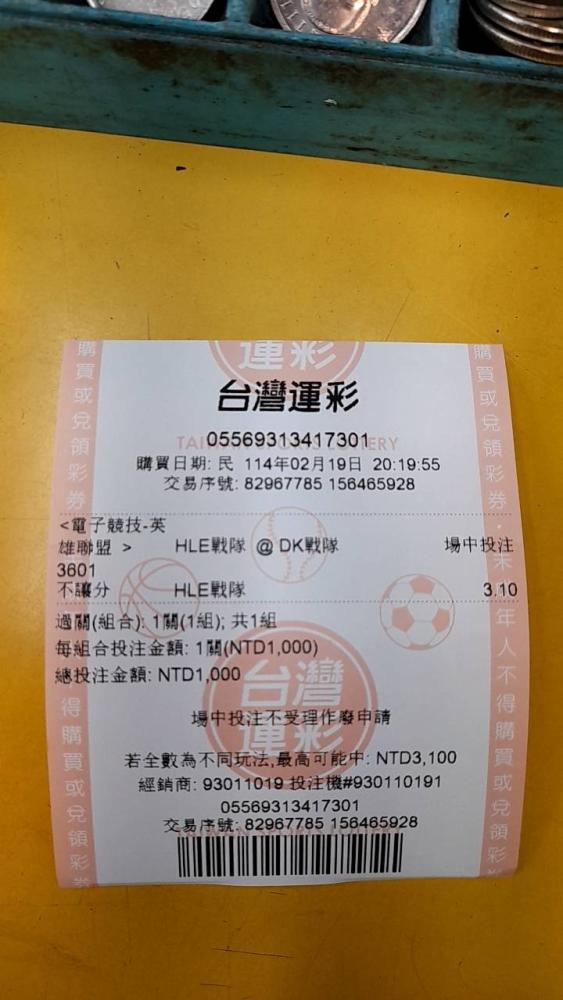 運彩
台灣運彩
TAIWAN SPORTS LOTTERY
05569313417301
購買日期: 民 114年02月19日 20:19:55
交易序號: 82967785 156465928
<電子競技-英
雄聯盟 > HLE戰隊 @ DK戰隊 場中投注
3601
不讓分 HLE戰隊 3.10
過關(組合): 1關(1組); 共1組
每組合投注金額: 1關(NTD1,000)
總投注金額: NTD1,000
台灣
運彩
場中投注不受理作廢申請
若全數為不同玩法,最高可能中: NTD3,100
經銷商: 93011019 投注機#930110191
05569313417301
交易序號: 82967785 156465928
購買或兌領彩券
得購買或兌領彩券
購買或兌領彩券・未
年人不得購買或兌領彩